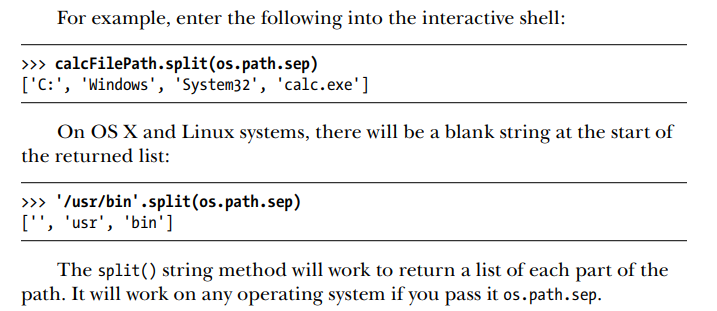 For example, enter the following into the interactive shell:
>>> calcFilePath.split(os.path.sep)
['C:', 'Windows', 'System32', 'calc.exe']
On OS X and Linux systems, there will be a blank string at the start of
the returned list:
>>> '/usr/bin'.split(os.path.sep)
['', 'usr', 'bin']
The split() string method will work to return a list of each part of the
path. It will work on any operating system if you pass it os.path.sep.